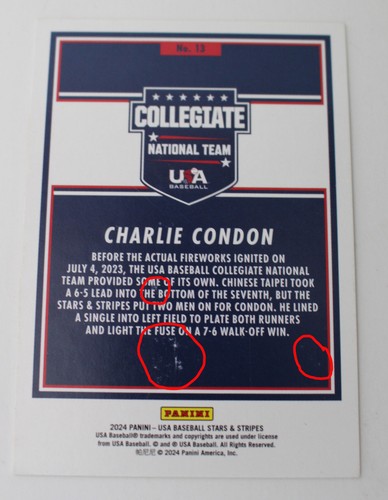 No. 13
COLLEGIATE
NATIONAL TEAM
USA
BASEBALL
CHARLIE CONDON
BEFORE THE ACTUAL FIREWORKS IGNITED ON
JULY 4, 2023, THE USA BASEBALL COLLEGIATE NATIONAL
TEAM PROVIDED SOME OF ITS OWN. CHINESE TAIPEI TOOK
A 6-5 LEAD INTO THE BOTTOM OF THE SEVENTH, BUT THE
STARS & STRIPES PUT TWO MEN ON FOR CONDON. HE LINED
A SINGLE INTO LEFT FIELD TO PLATE BOTH RUNNERS
AND LIGHT THE FUSE ON A 7-6 WALK-OFF WIN.
PANINI
2024 PANINI – USA BASEBALL STARS & STRIPES
USA Baseball® trademarks and copyrights are used under license
from USA Baseball. © and ® USA Baseball. All Rights Reserved.
帕尼尼 © 2024 Panini America, Inc.